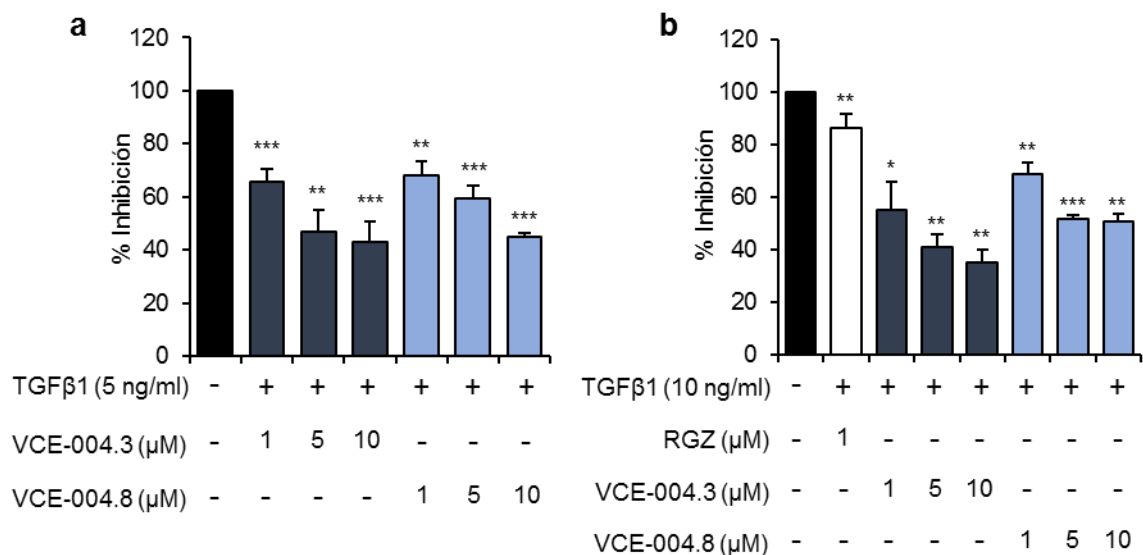 a
% Inhibición
120
100
80
60
40
20
0
*** ** *** ** *** ***
TGFβ1 (5 ng/ml) - + + + + + +
VCE-004.3 (µM) - 1 5 10 - - -
VCE-004.8 (µM) - - - - 1 5 10
b
% Inhibición
120
100
80
60
40
20
0
** * ** ** ** *** **
TGFβ1 (10 ng/ml) - + + + + + + +
RGZ (µM) - 1 - - - - - -
VCE-004.3 (µM) - - 1 5 10 - - -
VCE-004.8 (µM) - - - - - 1 5 10